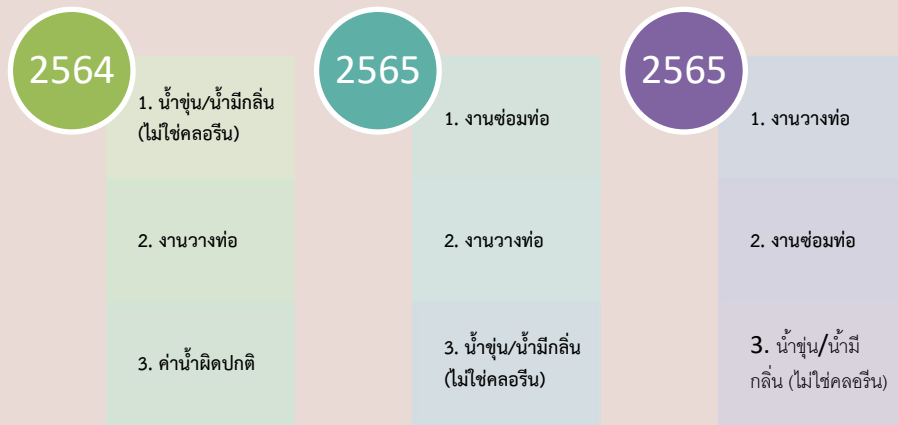 2564
1. น้ำขุ่น/น้ำมีกลิ่น
(ไม่ใช่คลอรีน)
2. งานวางท่อ
3. ค่าน้ำผิดปกติ
2565
1. งานซ่อมท่อ
2. งานวางท่อ
3. น้ำขุ่น/น้ำมีกลิ่น
(ไม่ใช่คลอรีน)
2565
1. งานวางท่อ
2. งานซ่อมท่อ
3. น้ำขุ่น/น้ำมี
กลิ่น (ไม่ใช่คลอรีน)